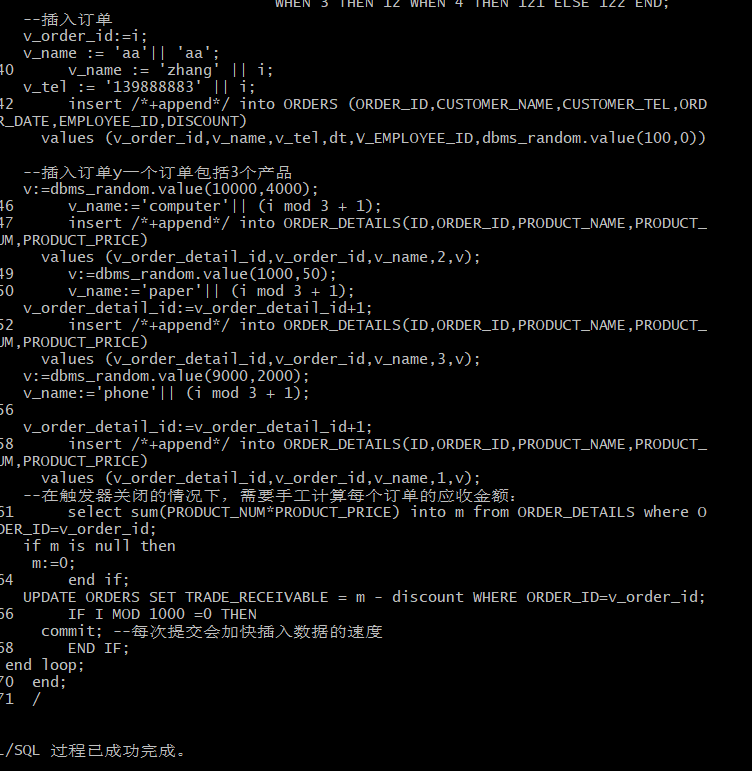 WHEN 3 THEN 12 WHEN 4 THEN 121 ELSE 122 END;
--插入订单
v_order_id:=i;
v_name := 'aa'|| 'aa';
40 v_name := 'zhang' || i;
v_tel := '139888883' || i;
42 insert /*+append*/ into ORDERS (ORDER_ID,CUSTOMER_NAME,CUSTOMER_TEL,ORD
R_DATE,EMPLOYEE_ID,DISCOUNT)
values (v_order_id,v_name,v_tel,dt,V_EMPLOYEE_ID,dbms_random.value(100,0))
--插入订单y一个订单包括3个产品
v:=dbms_random.value(10000,4000);
46 v_name:='computer'|| (i mod 3 + 1);
47 insert /*+append*/ into ORDER_DETAILS(ID,ORDER_ID,PRODUCT_NAME,PRODUCT_
UM,PRODUCT_PRICE)
values (v_order_detail_id,v_order_id,v_name,2,v);
49 v:=dbms_random.value(1000,50);
50 v_name:='paper'|| (i mod 3 + 1);
v_order_detail_id:=v_order_detail_id+1;
52 insert /*+append*/ into ORDER_DETAILS(ID,ORDER_ID,PRODUCT_NAME,PRODUCT_
UM,PRODUCT_PRICE)
values (v_order_detail_id,v_order_id,v_name,3,v);
v:=dbms_random.value(9000,2000);
v_name:='phone'|| (i mod 3 + 1);
56
v_order_detail_id:=v_order_detail_id+1;
58 insert /*+append*/ into ORDER_DETAILS(ID,ORDER_ID,PRODUCT_NAME,PRODUCT_
UM,PRODUCT_PRICE)
values (v_order_detail_id,v_order_id,v_name,1,v);
--在触发器关闭的情况下，需要手工计算每个订单的应收金额：
61 select sum(PRODUCT_NUM*PRODUCT_PRICE) into m from ORDER_DETAILS where O
DER_ID=v_order_id;
if m is null then
m:=0;
64 end if;
UPDATE ORDERS SET TRADE_RECEIVABLE = m - discount WHERE ORDER_ID=v_order_id;
66 IF I MOD 1000 =0 THEN
commit; --每次提交会加快插入数据的速度
68 END IF;
end loop;
70 end;
71 /
L/SQL 过程已成功完成。